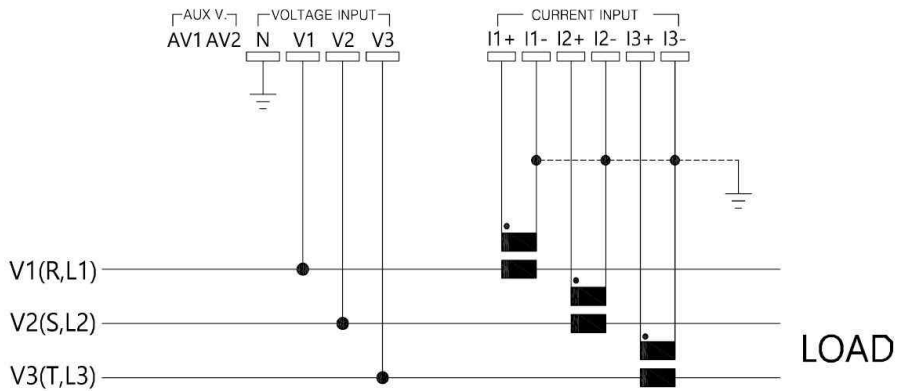 AUX V. VOLTAGE INPUT CURRENT INPUT
AV1 AV2 N V1 V2 V3 I1+ I1- I2+ I2- I3+ I3-
V1(R,L1)
V2(S,L2)
LOAD
V3(T,L3)